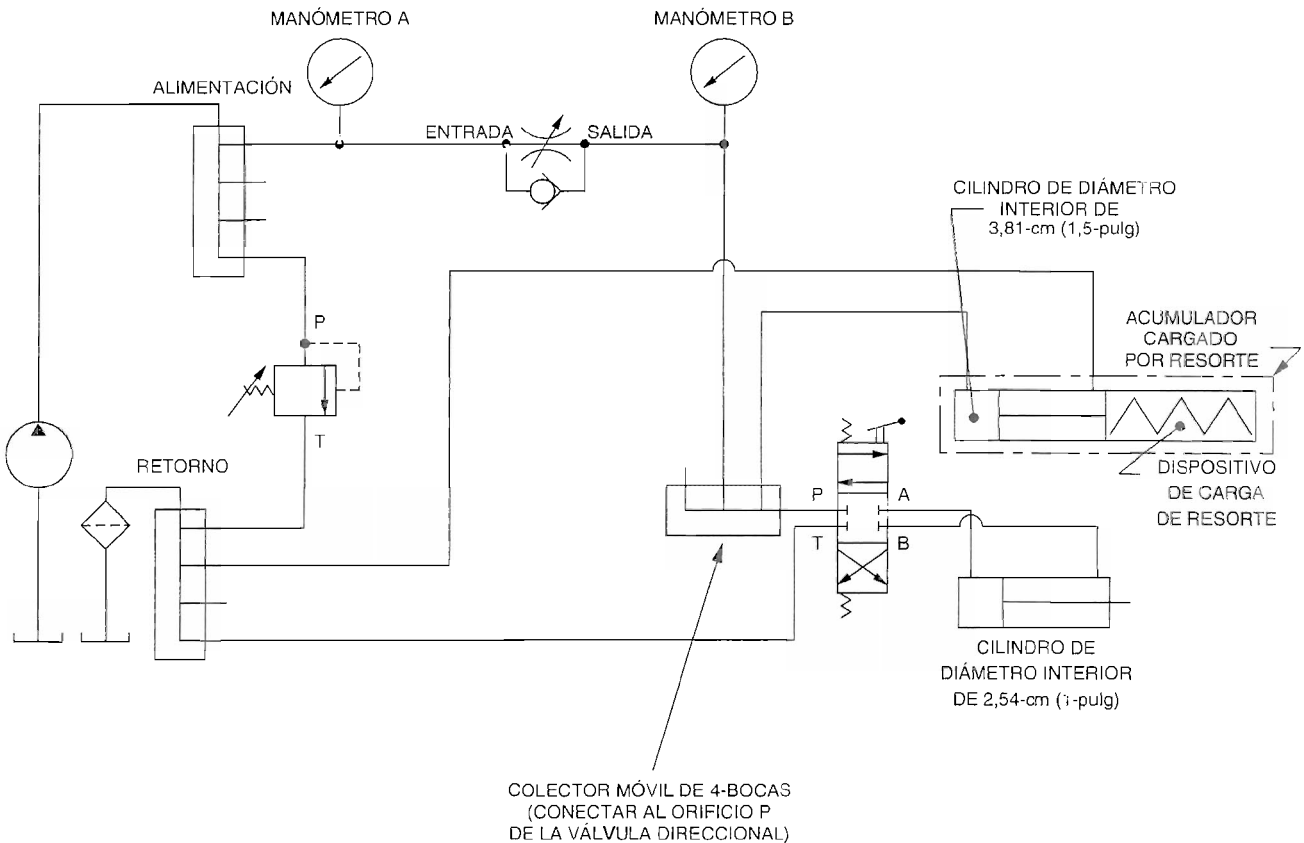 MANÓMETRO A
MANÓMETRO B
ALIMENTACIÓN
ENTRADA
SALIDA
CILINDRO DE DIÁMETRO
INTERIOR DE
3,81-cm (1,5-pulg)
P
ACUMULADOR
CARGADO
POR RESORTE
T
RETORNO
P
A
T
B
DISPOSITIVO
DE CARGA
DE RESORTE
CILINDRO DE
DIÁMETRO INTERIOR
DE 2,54-cm (1-pulg)
COLECTOR MÓVIL DE 4-BOCAS
(CONECTAR AL ORIFICIO P
DE LA VÁLVULA DIRECCIONAL)